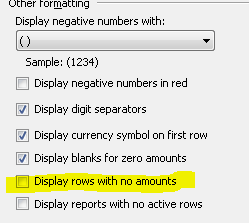 Other formatting
Display negative numbers with:
( )
Sample: (1234)
Display negative numbers in red
Display digit separators
Display currency symbol on first row
Display blanks for zero amounts
Display rows with no amounts
Display reports with no active rows